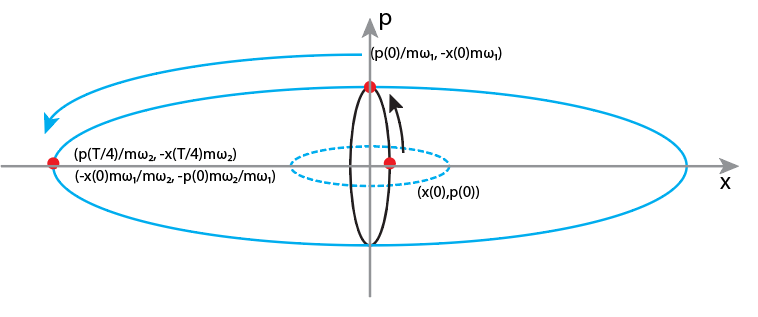 p
(p(0)/mω₁, -x(0)mω₁)
(p(T/4)/mω₂, -x(T/4)mω₂)
(-x(0)mω₁/mω₂, -p(0)mω₂/mω₁)
x
(x(0),p(0))